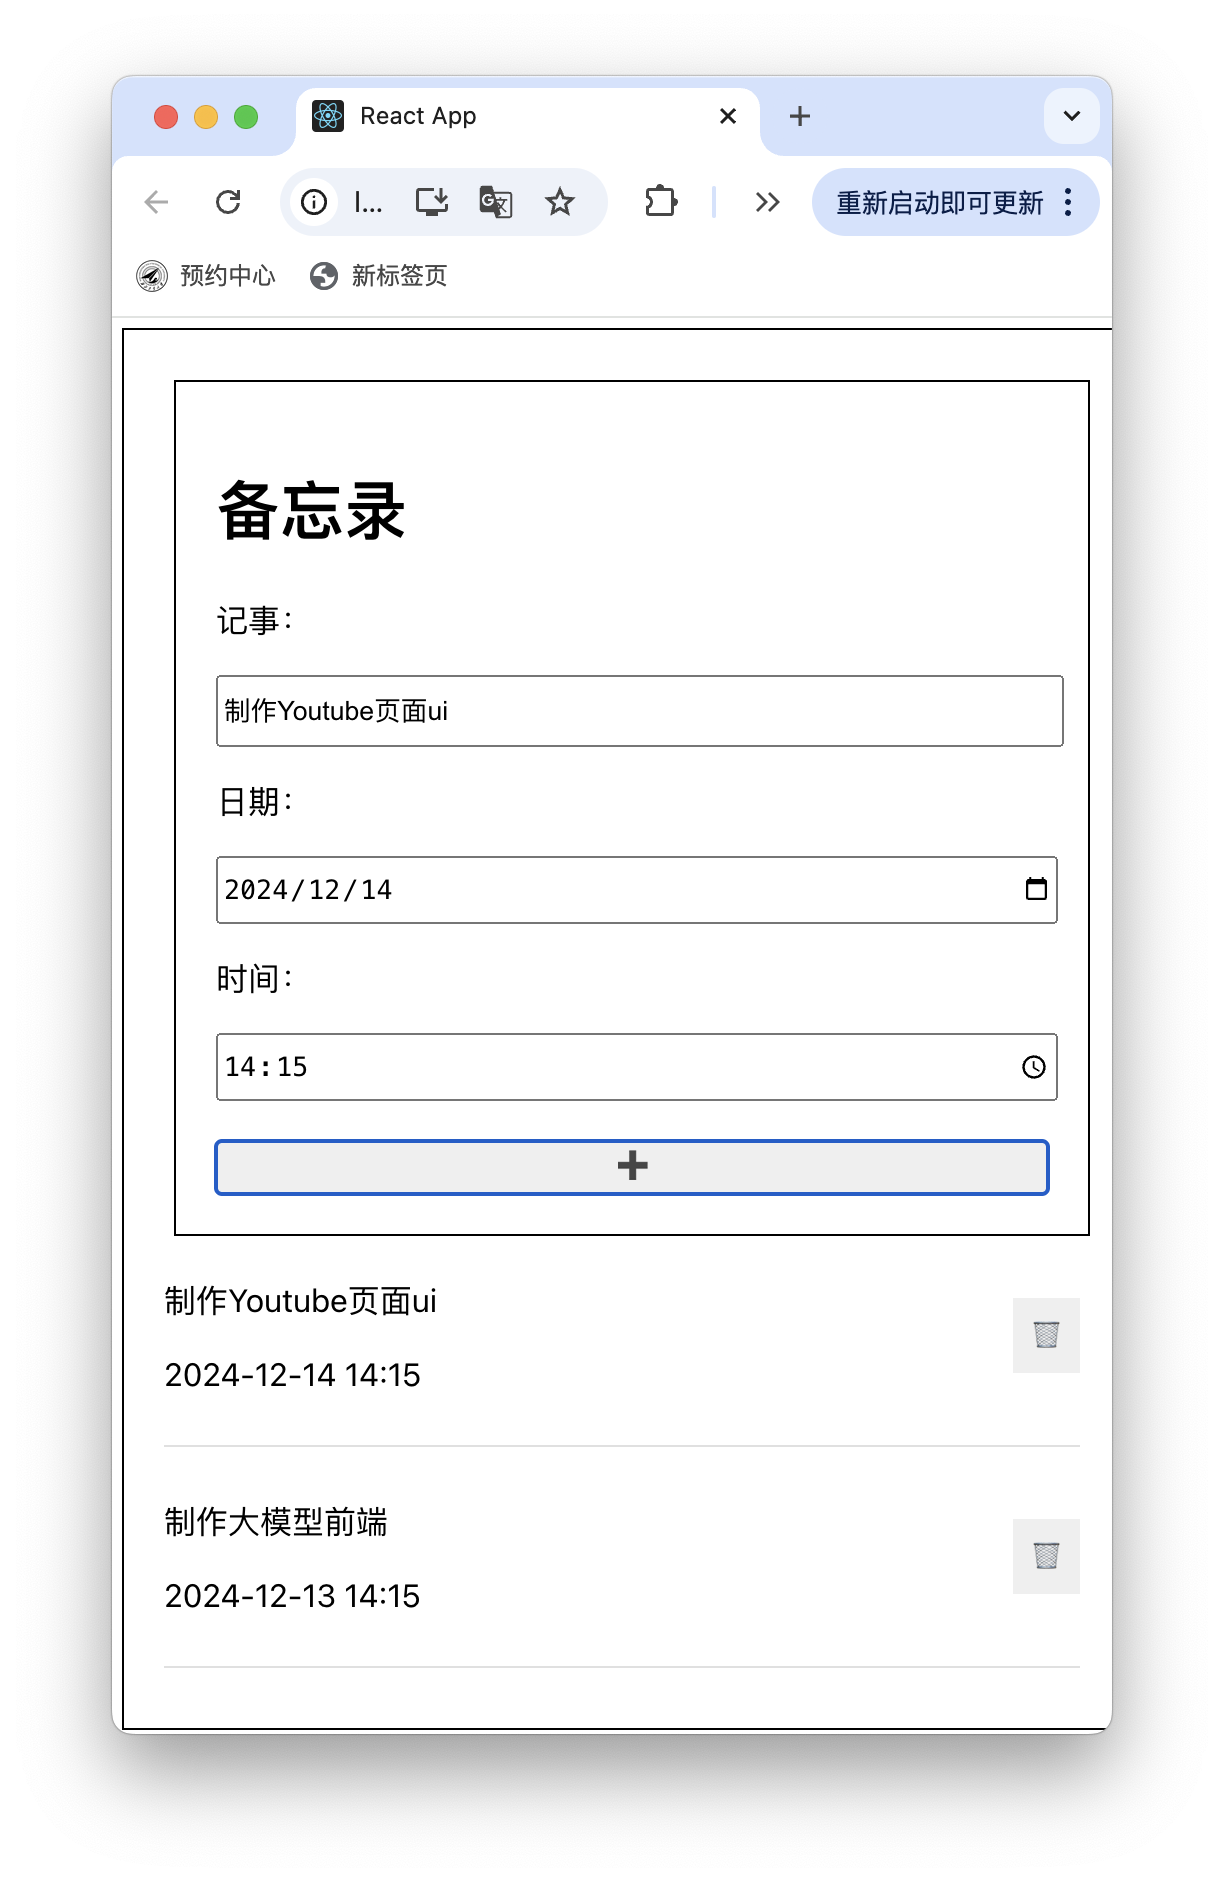 React App
l...
重新启动即可更新
预约中心
新标签页
备忘录
记事：
制作Youtube页面ui
日期：
2024/12/14
时间：
14:15
制作Youtube页面ui
2024-12-14 14:15
制作大模型前端
2024-12-13 14:15